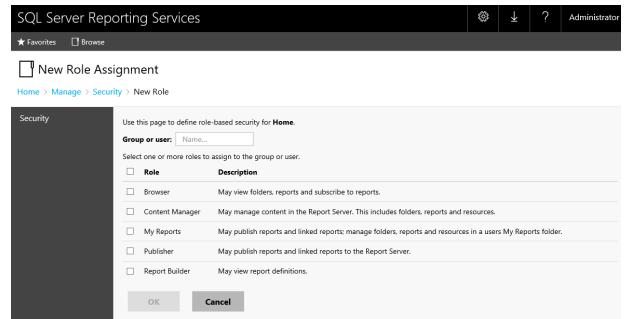 SQL Server Reporting Services
? Administrator
★ Favorites Browse
New Role Assignment
Home > Manage > Security > New Role
Security
Use this page to define role-based security for Home.
Group or user: Name...
Select one or more roles to assign to the group or user.
Role Description
Browser May view folders, reports and subscribe to reports.
Content Manager May manage content in the Report Server. This includes folders, reports and resources.
My Reports May publish reports and linked reports; manage folders, reports and resources in a users My Reports folder.
Publisher May publish reports and linked reports to the Report Server.
Report Builder May view report definitions.
OK Cancel